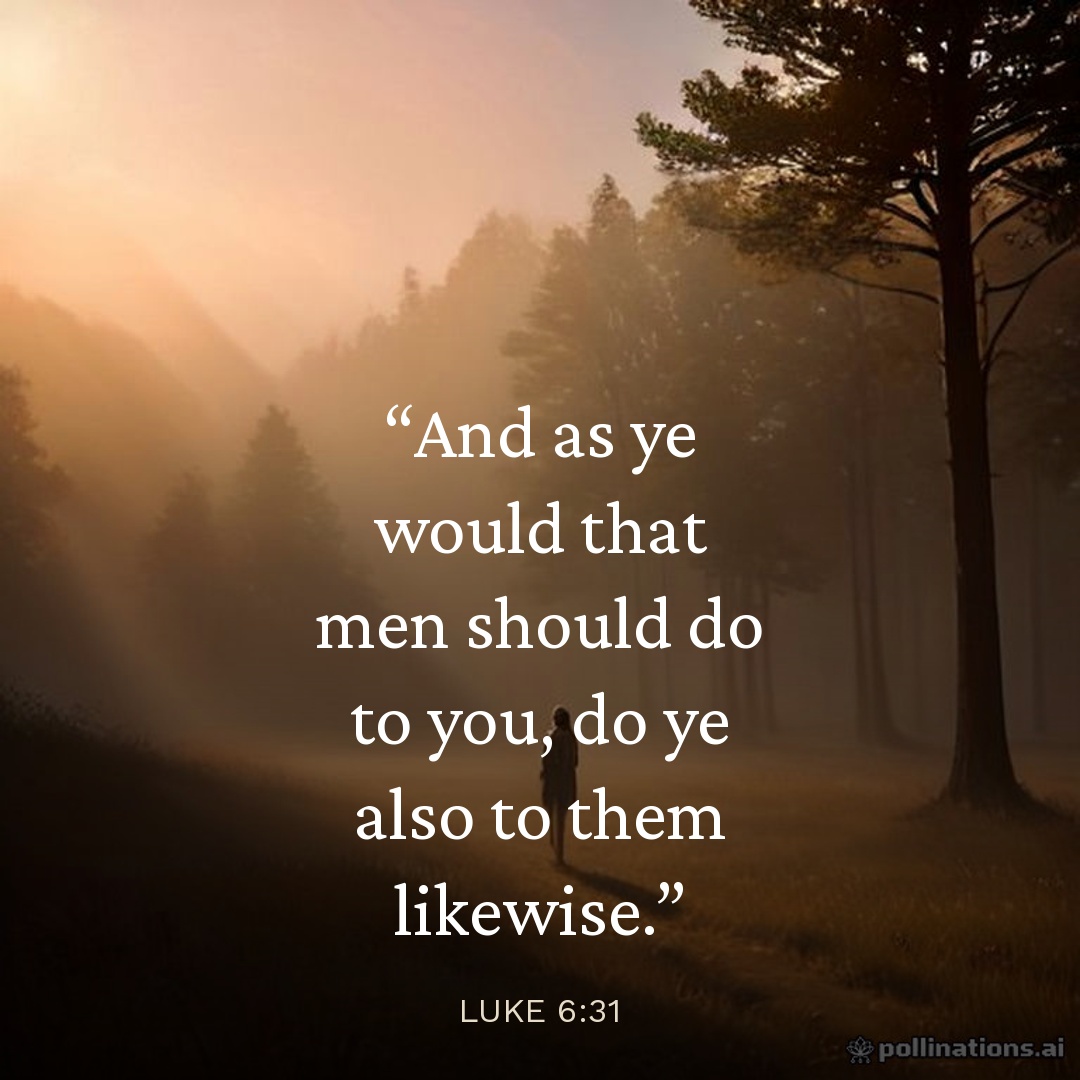 “And as ye
would that
men should do
to you, do ye
also to them
likewise.”
LUKE 6:31
pollinations.ai